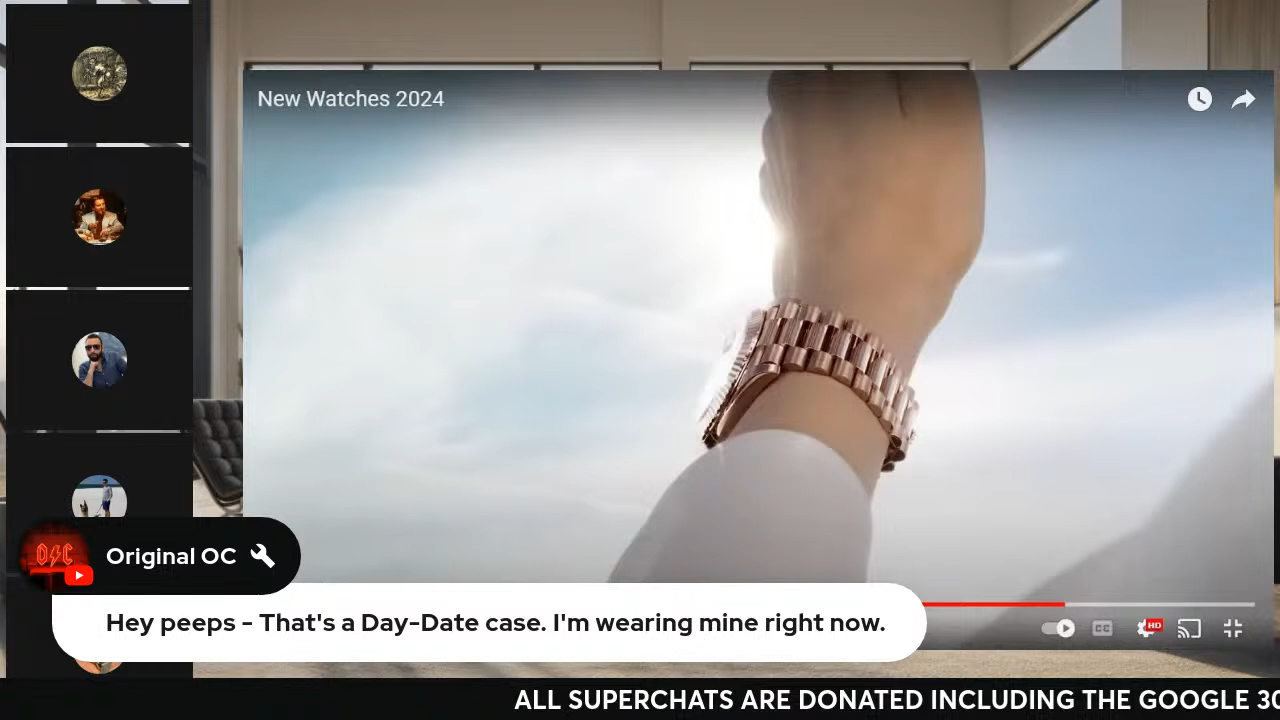 New Watches 2024
O⚡C
Original OC
Hey peeps - That's a Day-Date case. I'm wearing mine right now.
CC
HD
ALL SUPERCHATS ARE DONATED INCLUDING THE GOOGLE 30